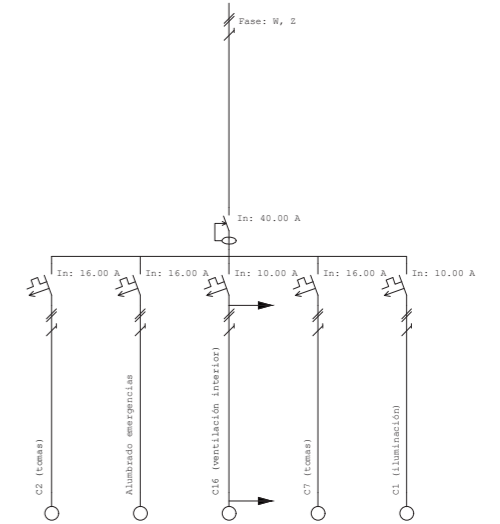 Fase: W, Z
In: 40.00 A
In: 16.00 A
In: 16.00 A
In: 10.00 A
In: 16.00 A
In: 10.00 A
C2 (tomas)
Alumbrado emergencias
C16 (ventilación interior)
C7 (tomas)
C1 (iluminación)